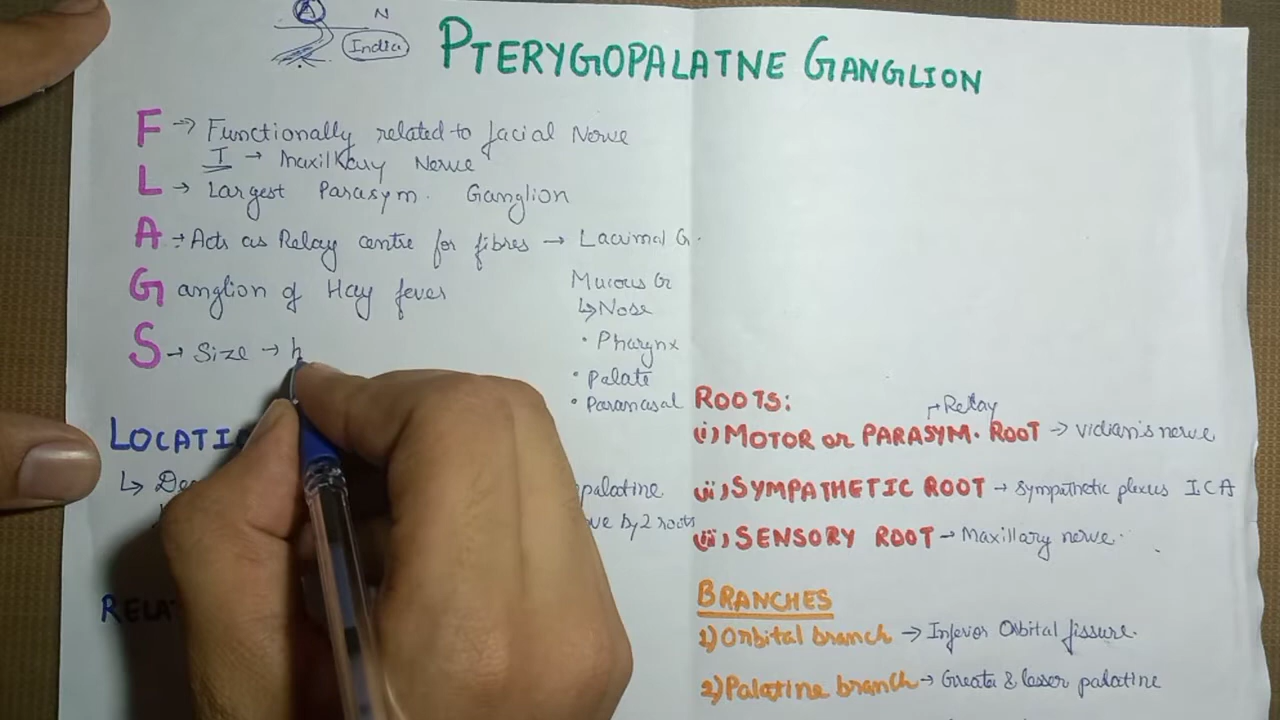 A
N
India
PTERYGOPALATNE GANGLION
F → Functionally related to facial Nerve
T → Maxillary Nerve
L → Largest Parasym. Ganglion
A → Acts as Relay centre for fibres → Lacrimal G.
Ganglion of Hay fever
Mucous Gr
↳ Nose
S → Size → h
• Pharynx
• Palate
• Paranasal
LOCATI
↳ palatine
by 2 roots
RELAT
ROOTS:
Relay
(i) MOTOR or PARASYM. ROOT → Vidian's nerve
(ii) SYMPATHETIC ROOT → Sympathetic plexus ICA
(iii) SENSORY ROOT → Maxillary nerve.
BRANCHES
1) Orbital branch → Inferior Orbital fissure.
2) Palatine branch → Greata & lesser palatine